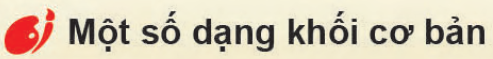 Một số dạng khối cơ bản